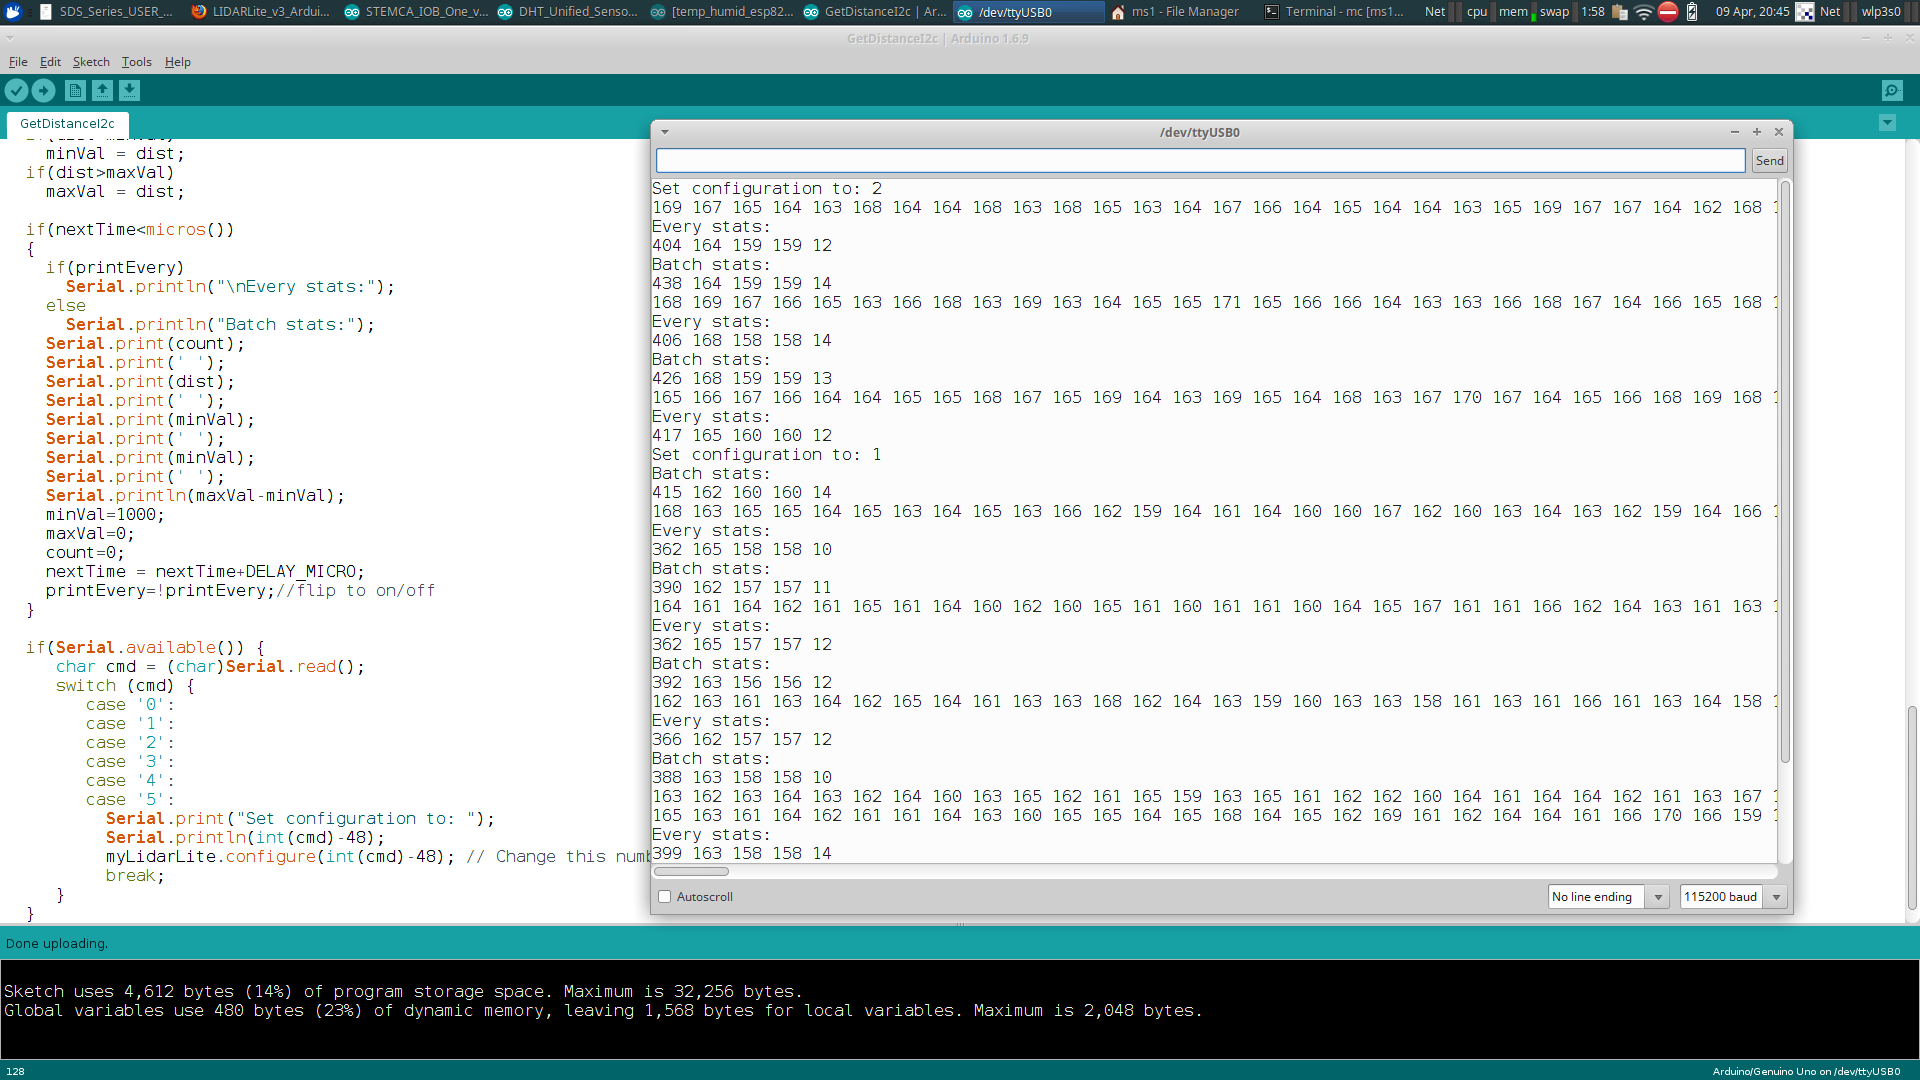 SDS_Series_USER_... LIDARLite_v3_Ardui... STEMCA_IOB_One_v... DHT_Unified_Senso... [temp_humid_esp82... GetDistanceI2c | Ar... /dev/ttyUSB0 ms1 - File Manager Terminal - mc [ms1... Net cpu mem swap 1:58 09 Apr, 20:45 Net wlp3s0
GetDistanceI2c | Arduino 1.6.9
File Edit Sketch Tools Help
GetDistanceI2c
minVal = dist;
if(dist>maxVal)
maxVal = dist;
if(nextTime<micros())
{
if(printEvery)
Serial.println("\nEvery stats:");
else
Serial.println("Batch stats:");
Serial.print(count);
Serial.print(' ');
Serial.print(dist);
Serial.print(' ');
Serial.print(minVal);
Serial.print(' ');
Serial.print(minVal);
Serial.print(' ');
Serial.println(maxVal-minVal);
minVal=1000;
maxVal=0;
count=0;
nextTime = nextTime+DELAY_MICRO;
printEvery=!printEvery;//flip to on/off
}
if(Serial.available()) {
char cmd = (char)Serial.read();
switch (cmd) {
case '0':
case '1':
case '2':
case '3':
case '4':
case '5':
Serial.print("Set configuration to: ");
Serial.println(int(cmd)-48);
myLidarLite.configure(int(cmd)-48); // Change this num
break;
}
}
/dev/ttyUSB0
Send
Set configuration to: 2
169 167 165 164 163 168 164 164 168 163 168 165 163 164 167 166 164 165 164 164 163 165 169 167 167 164 162 168
Every stats:
404 164 159 159 12
Batch stats:
438 164 159 159 14
168 169 167 166 165 163 166 168 163 169 163 164 165 165 171 165 166 166 164 163 163 166 168 167 164 166 165 168
Every stats:
406 168 158 158 14
Batch stats:
426 168 159 159 13
165 166 167 166 164 164 165 165 168 167 165 169 164 163 169 165 164 168 163 167 170 167 164 165 166 168 169 168
Every stats:
417 165 160 160 12
Set configuration to: 1
Batch stats:
415 162 160 160 14
168 163 165 165 164 165 163 164 165 163 166 162 159 164 161 164 160 160 167 162 160 163 164 163 162 159 164 166
Every stats:
362 165 158 158 10
Batch stats:
390 162 157 157 11
164 161 164 162 161 165 161 164 160 162 160 165 161 160 161 161 160 164 165 167 161 161 166 162 164 163 161 163
Every stats:
362 165 157 157 12
Batch stats:
392 163 156 156 12
162 163 161 163 164 162 165 164 161 163 163 168 162 164 163 159 160 163 163 158 161 163 161 166 161 163 164 158
Every stats:
366 162 157 157 12
Batch stats:
388 163 158 158 10
163 162 163 164 163 162 164 160 163 165 162 161 165 159 163 165 161 162 162 160 164 161 164 164 162 161 163 167
165 163 161 164 162 161 161 164 163 160 165 165 164 165 168 164 165 162 169 161 162 164 164 161 166 170 166 159
Every stats:
399 163 158 158 14
Autoscroll No line ending 115200 baud
Done uploading.
Sketch uses 4,612 bytes (14%) of program storage space. Maximum is 32,256 bytes.
Global variables use 480 bytes (23%) of dynamic memory, leaving 1,568 bytes for local variables. Maximum is 2,048 bytes.
128 Arduino/Genuino Uno on /dev/ttyUSB0